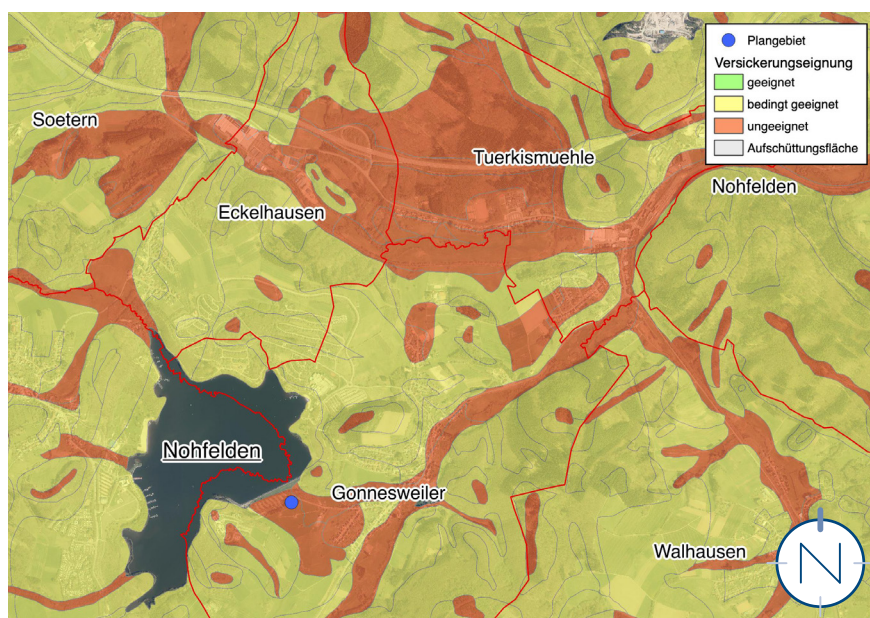 Plangebiet
Versickerungseignung
geeignet
bedingt geeignet
ungeeignet
Aufschüttungsfläche
Soetern
Tuerkismuehle
Nohfelden
Eckelhausen
Nohfelden
Gonnesweiler
Walhausen
N